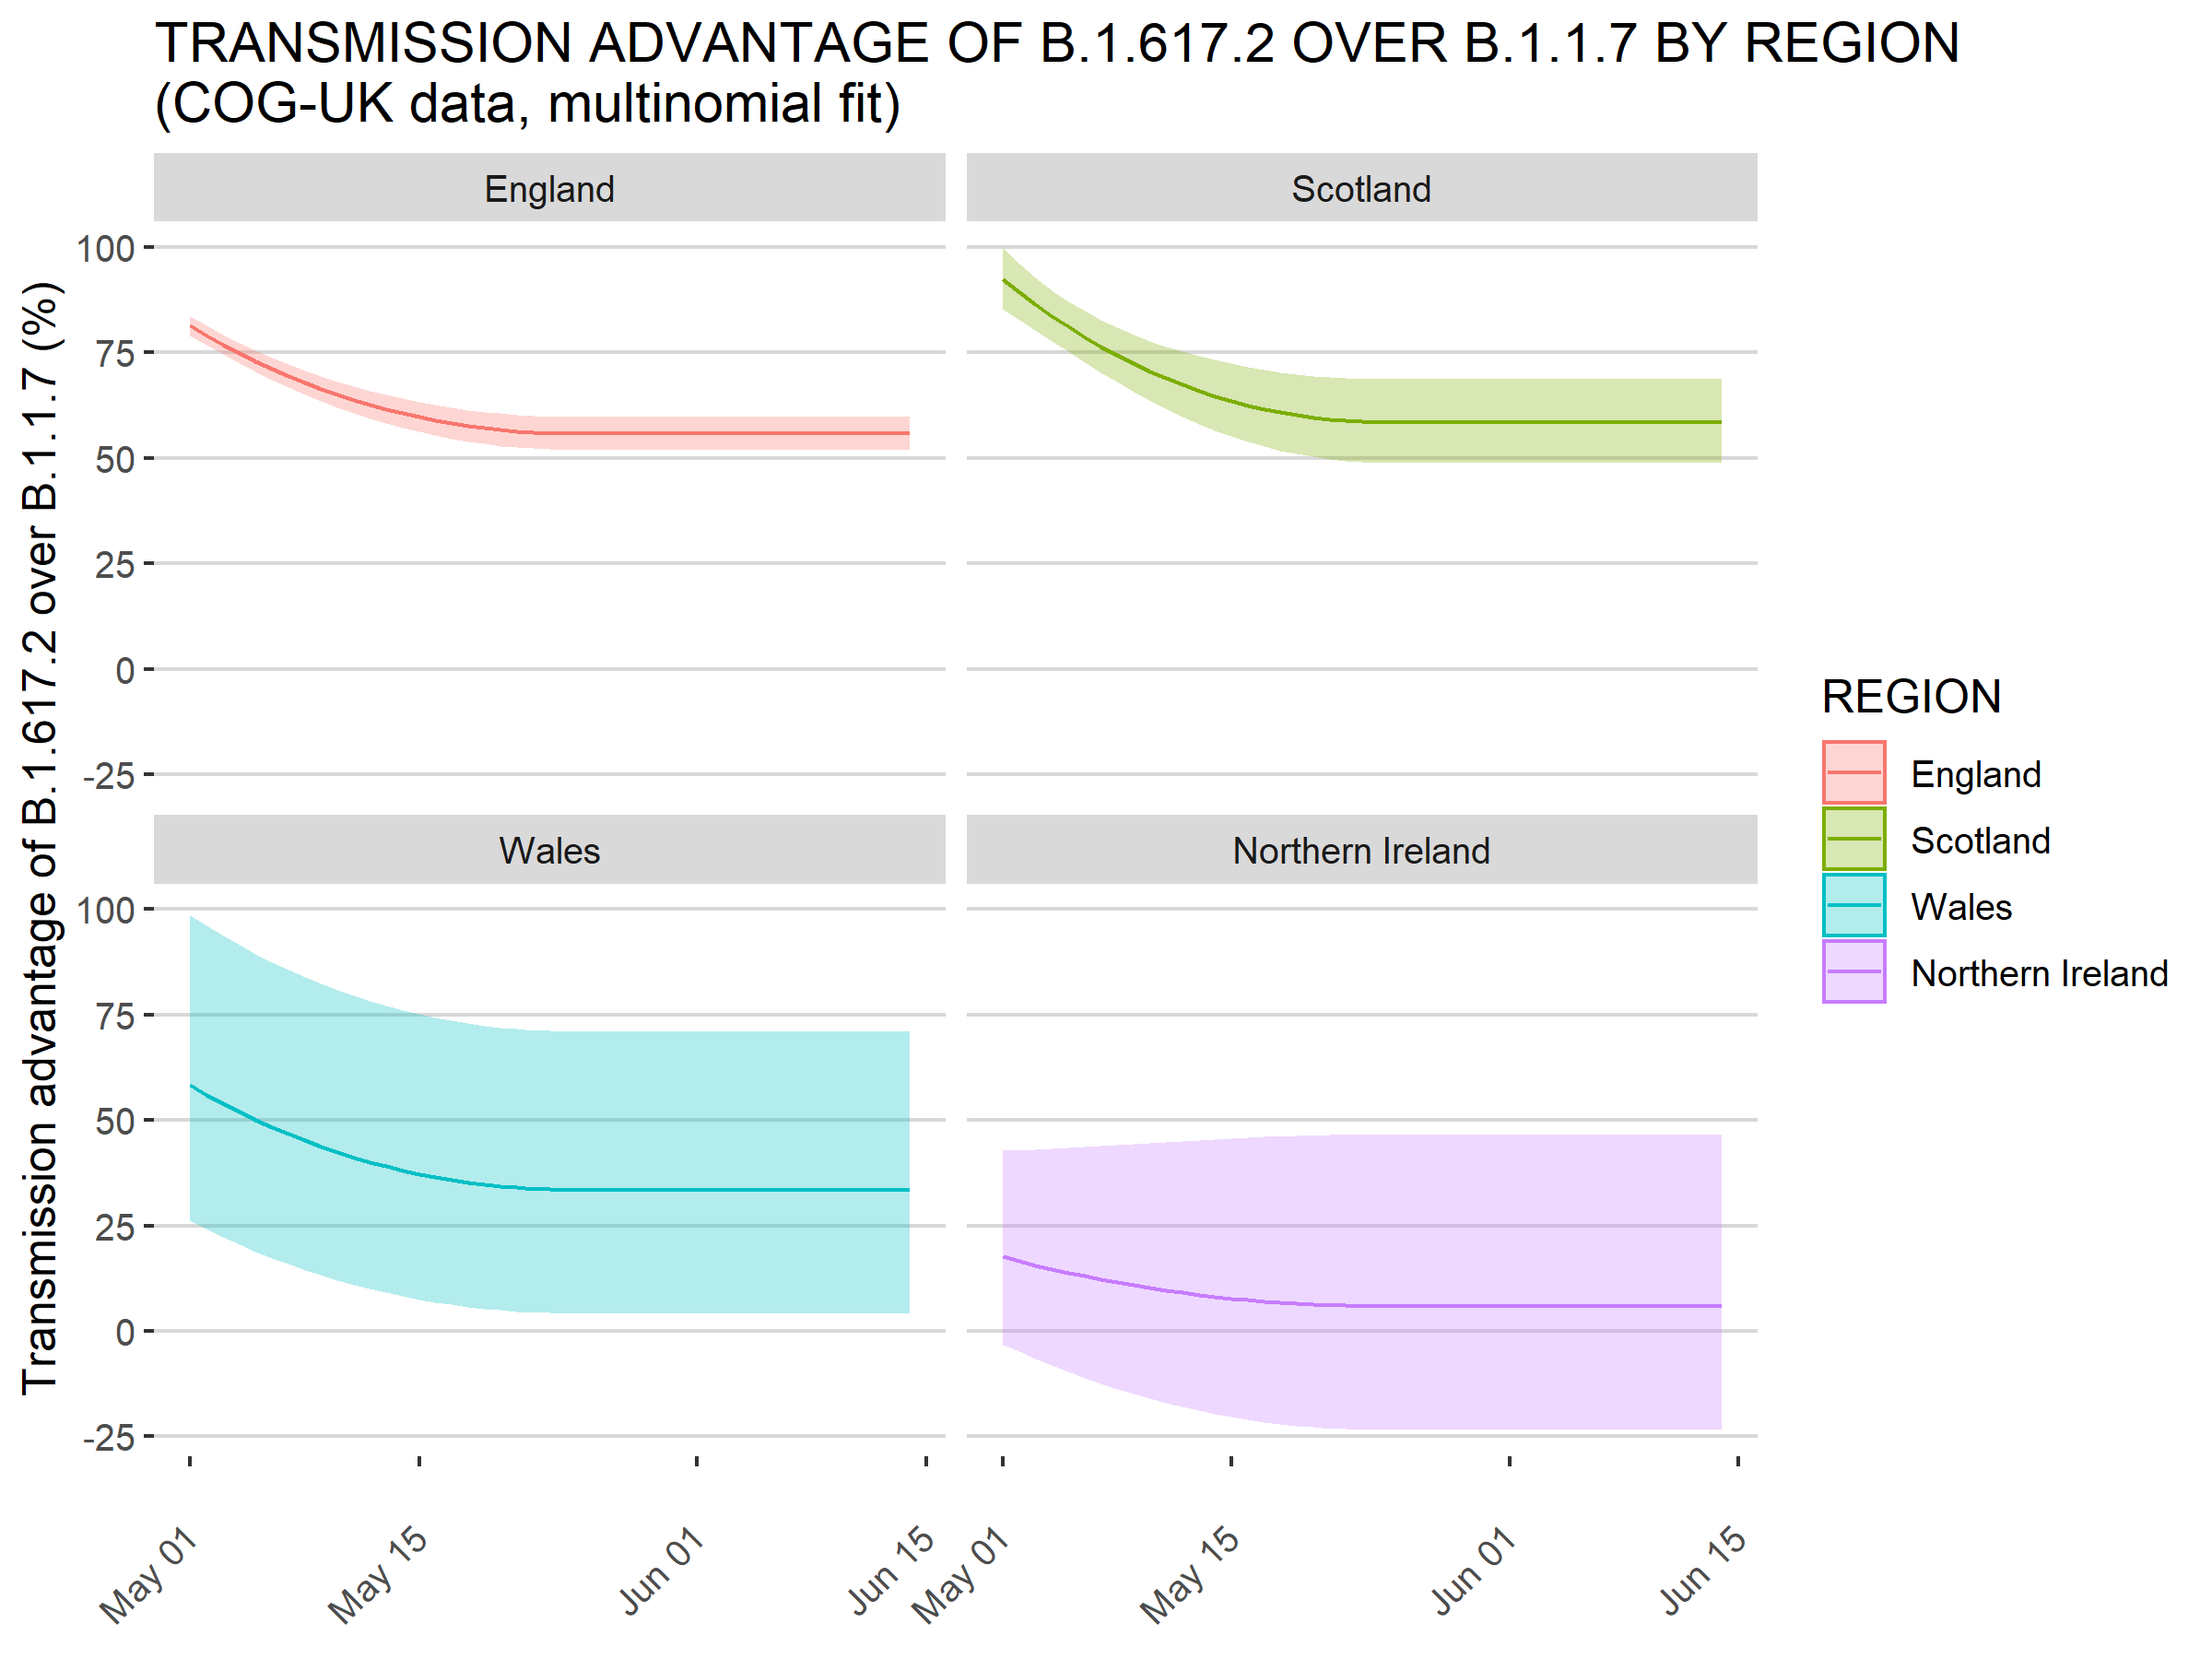 TRANSMISSION ADVANTAGE OF B.1.617.2 OVER B.1.1.7 BY REGION
(COG-UK data, multinomial fit)
Transmission advantage of B.1.617.2 over B.1.1.7 (%)
England
Scotland
100
75
50
25
0
-25
Wales
Northern Ireland
100
75
50
25
0
-25
May 01
May 15
Jun 01
Jun 15
May 01
May 15
Jun 01
Jun 15
REGION
England
Scotland
Wales
Northern Ireland